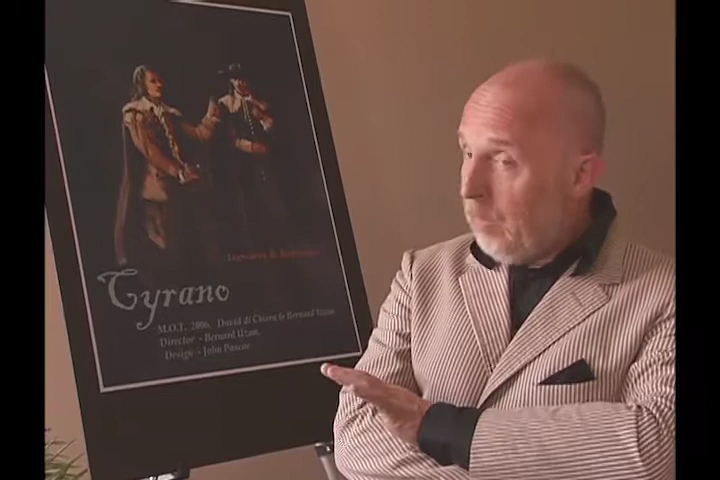 Cyrano
M.O.T. 2006. David di Chiera & Bernard Uzan.
Director - Bernard Uzan.
Design - John Pascoe.